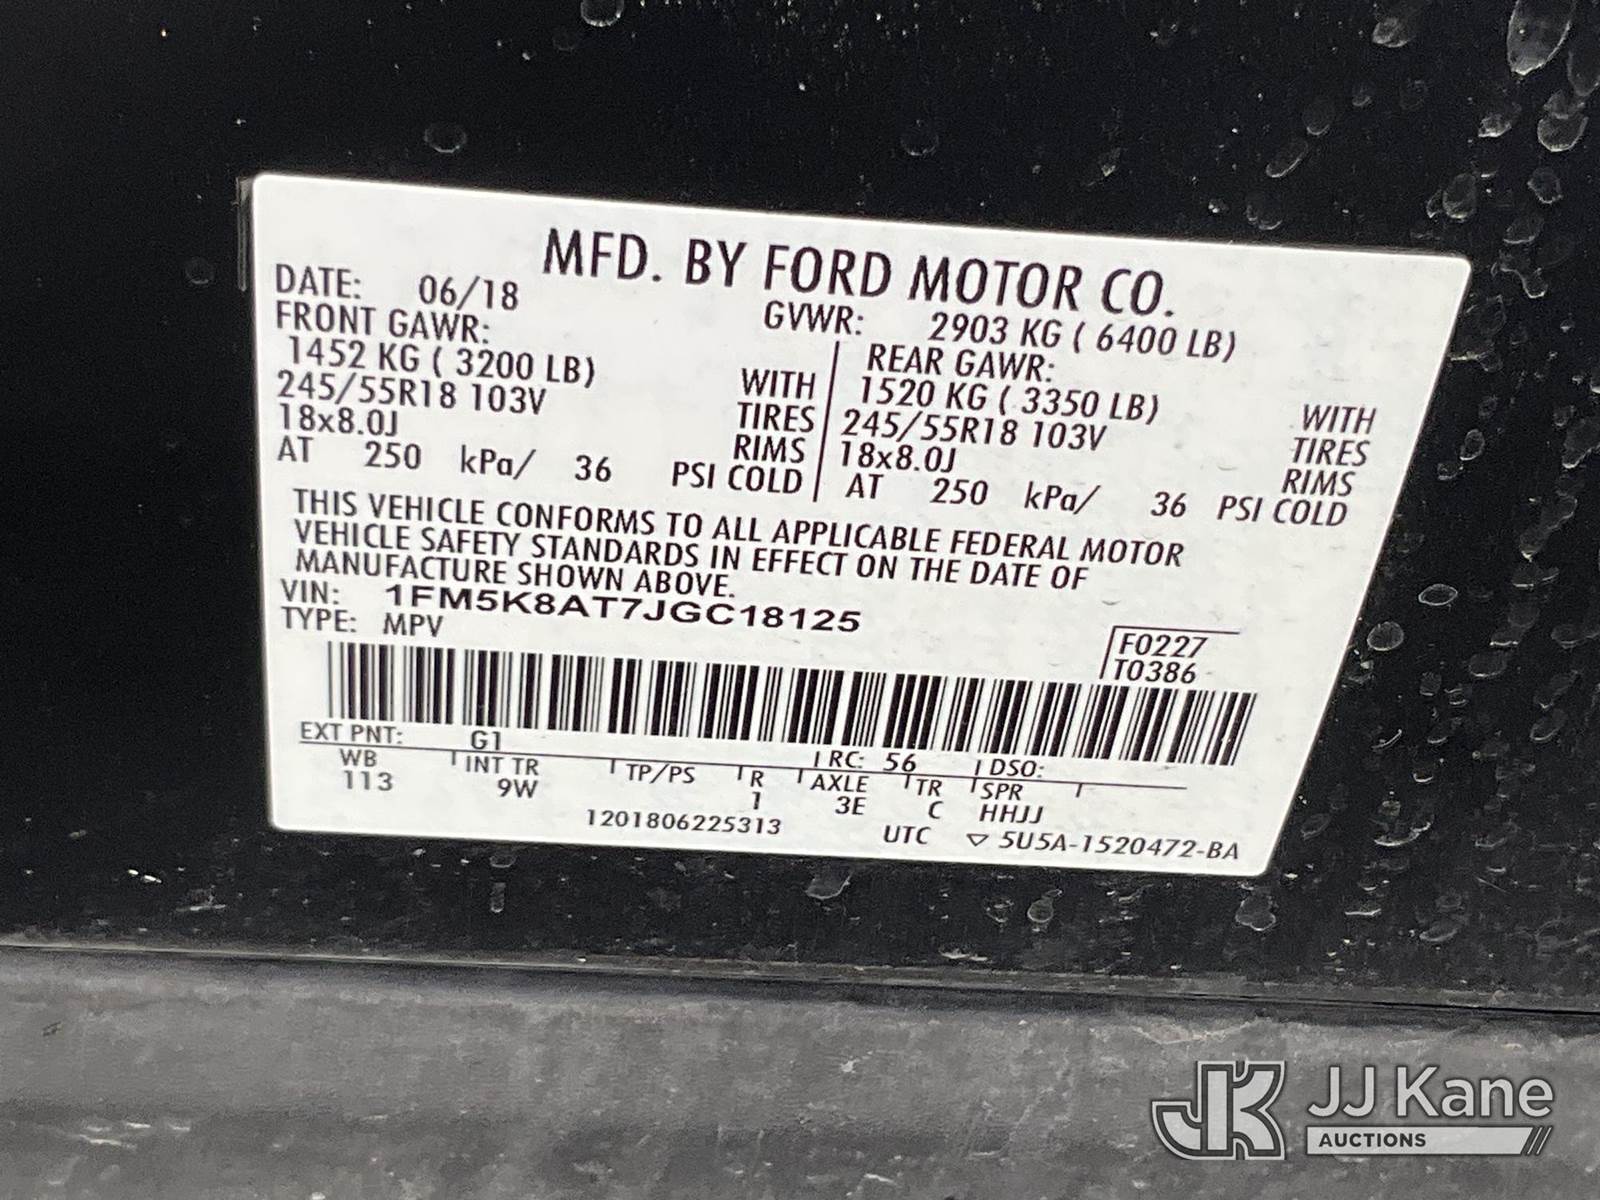 MFD. BY FORD MOTOR CO.
DATE: 06/18 GVWR: 2903 KG ( 6400 LB)
FRONT GAWR: REAR GAWR:
1452 KG ( 3200 LB) WITH 1520 KG ( 3350 LB) WITH
245/55R18 103V TIRES 245/55R18 103V TIRES
18x8.0J RIMS 18x8.0J RIMS
AT 250 kPa/ 36 PSI COLD AT 250 kPa/ 36 PSI COLD
THIS VEHICLE CONFORMS TO ALL APPLICABLE FEDERAL MOTOR
VEHICLE SAFETY STANDARDS IN EFFECT ON THE DATE OF
MANUFACTURE SHOWN ABOVE.
VIN: 1FM5K8AT7JGC18125
TYPE: MPV
F0227
T0386
EXT PNT: G1 RC: 56 DSO:
WB INT TR TP/PS R AXLE TR SPR
113 9W 1 3E C HHJJ
1201806225313 UTC ▽ 5U5A-1520472-BA
JK JJ Kane
AUCTIONS